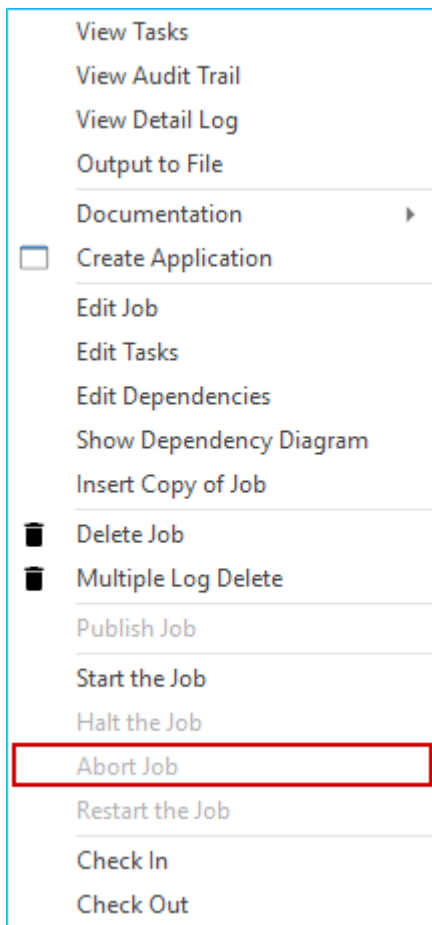 View Tasks
View Audit Trail
View Detail Log
Output to File
Documentation
Create Application
Edit Job
Edit Tasks
Edit Dependencies
Show Dependency Diagram
Insert Copy of Job
Delete Job
Multiple Log Delete
Publish Job
Start the Job
Halt the Job
Abort Job
Restart the Job
Check In
Check Out